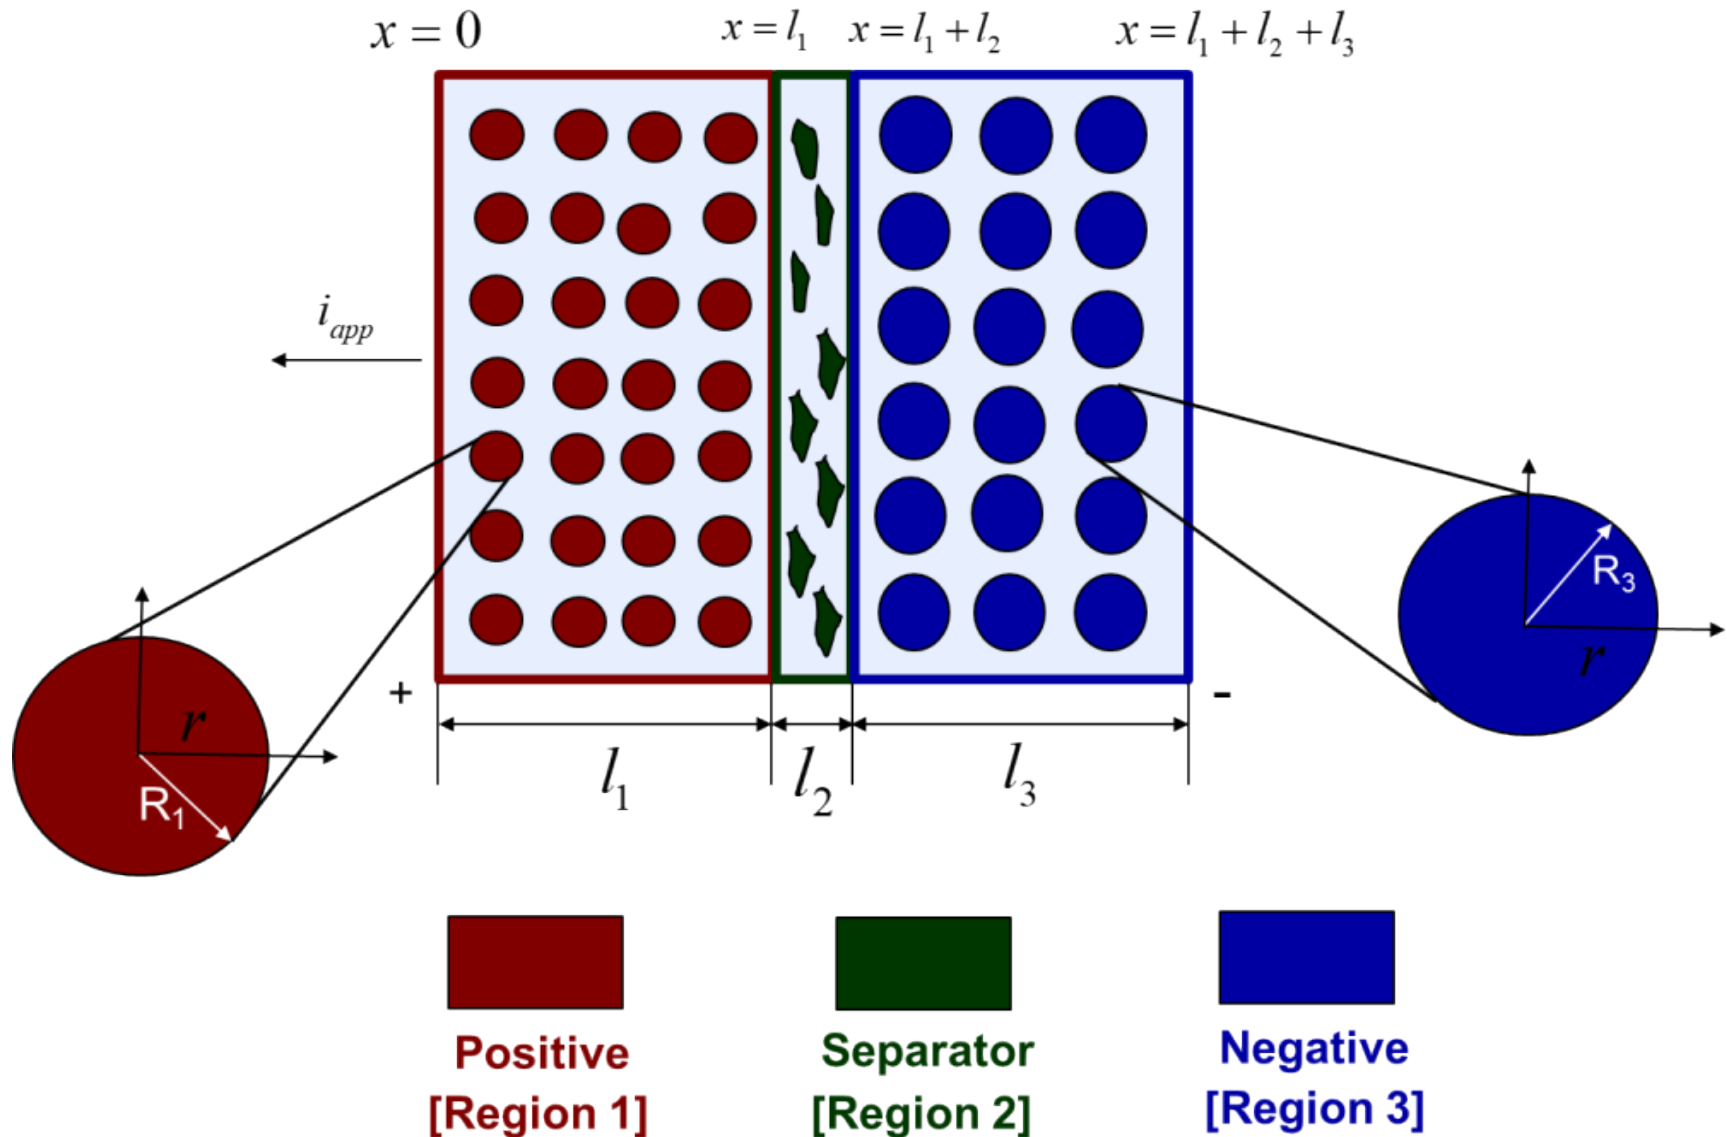 x = 0
x = l₁
x = l₁ + l₂
x = l₁ + l₂ + l₃
i_app
R₃
r
+
-
r
R₁
l₁
l₂
l₃
Positive
[Region 1]
Separator
[Region 2]
Negative
[Region 3]